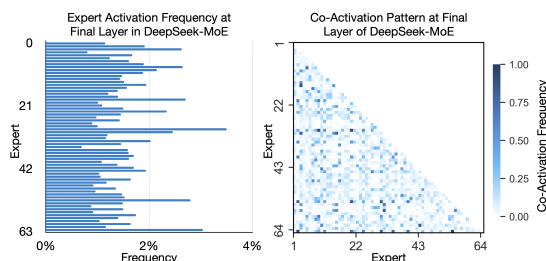 Expert Activation Frequency at
Final Layer in DeepSeek-MoE
0
21
42
63
Expert
0%
2%
4%
Frequency
Co-Activation Pattern at Final
Layer of DeepSeek-MoE
1
22
43
64
Expert
1
22
43
64
Expert
1.00
0.75
0.50
0.25
0.00
Co-Activation Frequency